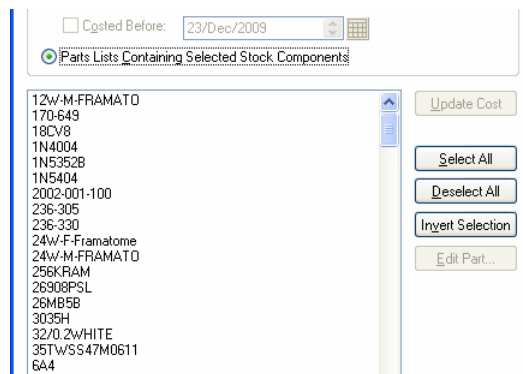 Costed Before: 23/Dec/2009
Parts Lists Containing Selected Stock Components
12W-M-FRAMATO
170-649
18CV8
1N4004
1N5352B
1N5404
2002-001-100
236-305
236-330
24W-F-Framatome
24W-M-FRAMATO
256KRAM
26908PSL
26MB5B
3035H
32/0.2WHITE
35TWSS47M0611
6A4
Update Cost
Select All
Deselect All
Invert Selection
Edit Part...